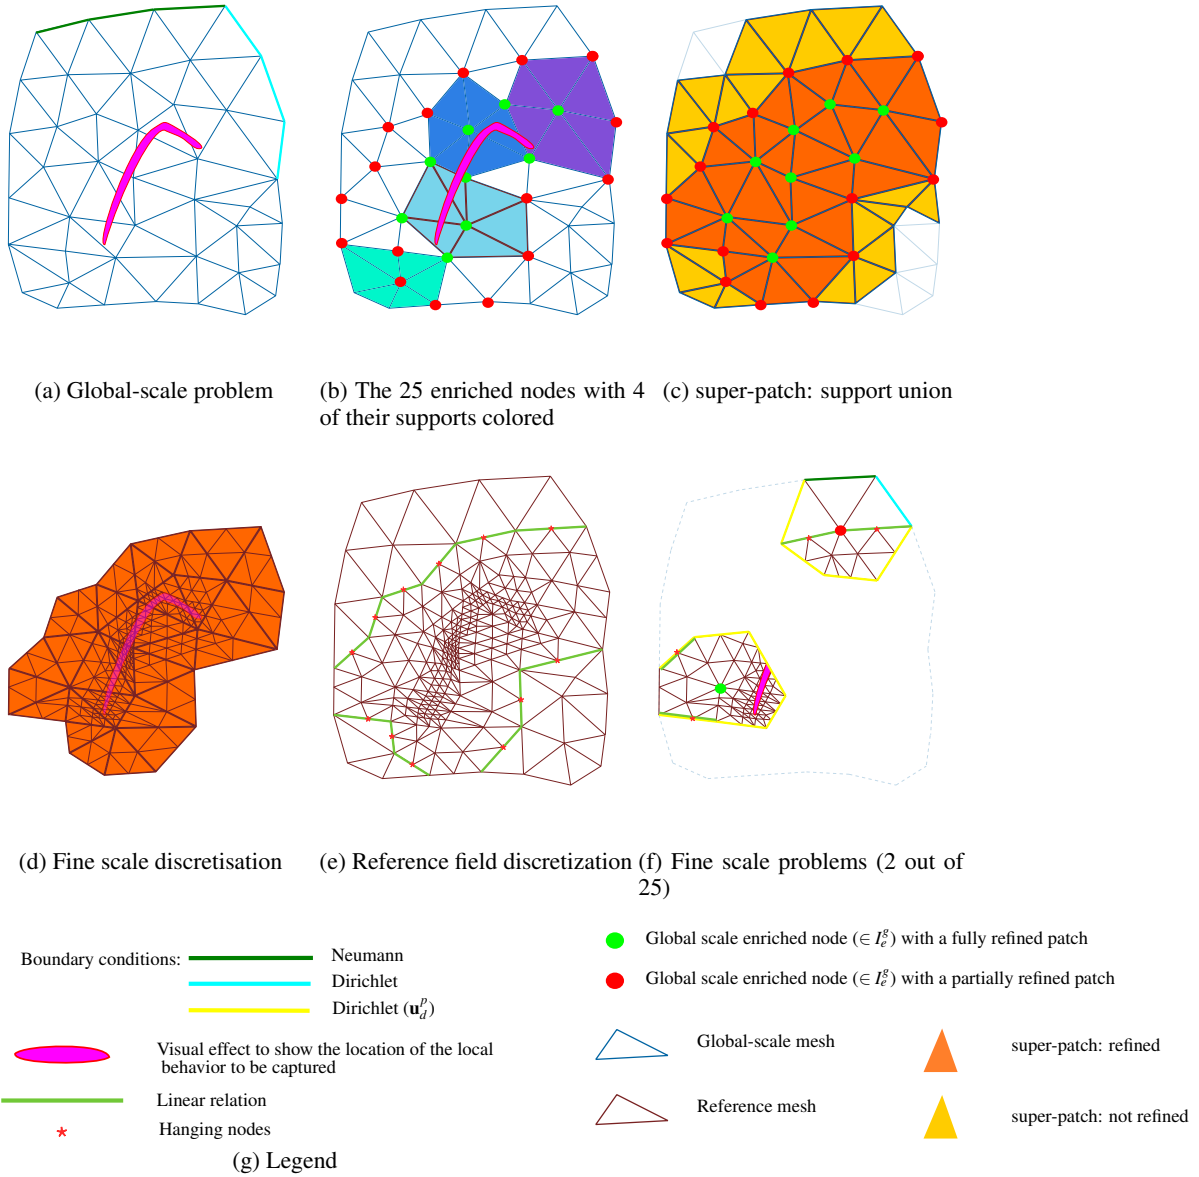 (a) Global-scale problem
(b) The 25 enriched nodes with 4
of their supports colored
(c) super-patch: support union
(d) Fine scale discretisation
(e) Reference field discretization
(f) Fine scale problems (2 out of
25)
Boundary conditions:
Neumann
Dirichlet
Dirichlet (u_d^p)
Visual effect to show the location of the local
behavior to be captured
Linear relation
Hanging nodes
Global scale enriched node (∈ I_e^g) with a fully refined patch
Global scale enriched node (∈ I_e^g) with a partially refined patch
Global-scale mesh
super-patch: refined
Reference mesh
super-patch: not refined
(g) Legend